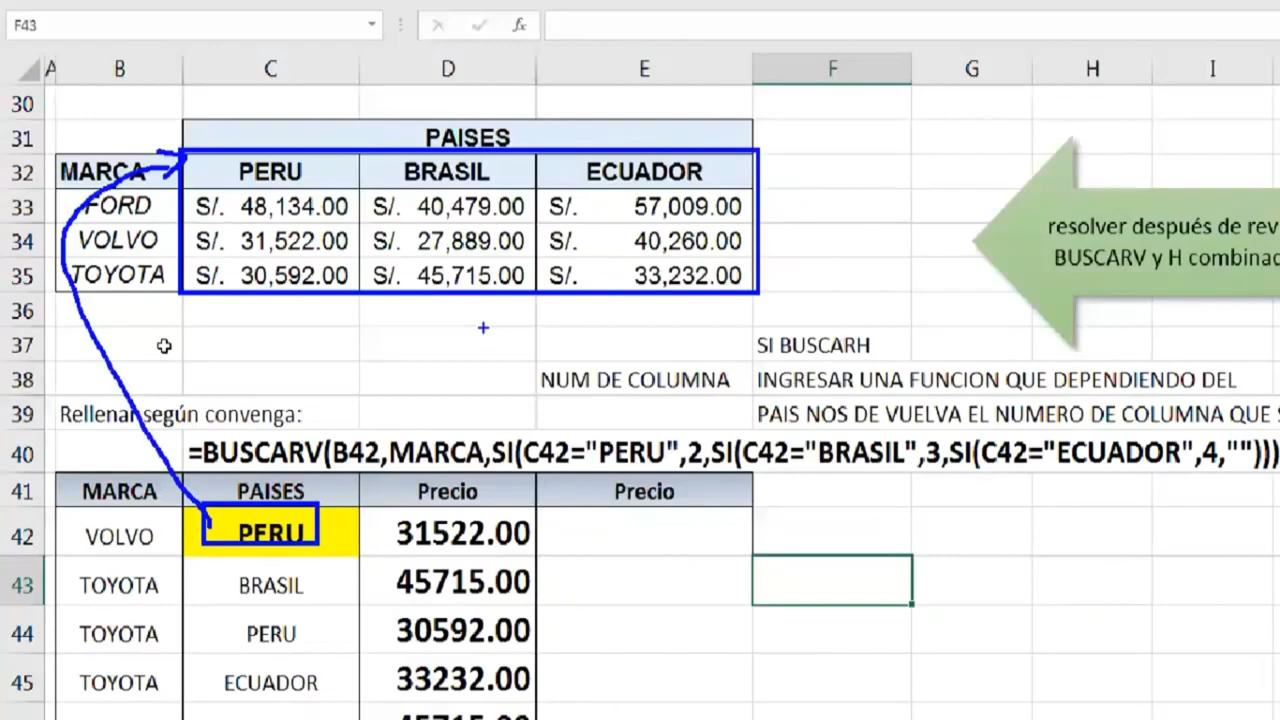 F43
fx
A B C D E F G H I
30
31 PAISES
32 MARCA PERU BRASIL ECUADOR
33 FORD S/. 48,134.00 S/. 40,479.00 S/. 57,009.00
34 VOLVO S/. 31,522.00 S/. 27,889.00 S/. 40,260.00
35 TOYOTA S/. 30,592.00 S/. 45,715.00 S/. 33,232.00
resolver después de rev
BUSCARV y H combinad
36
37 SI BUSCARH
38 NUM DE COLUMNA INGRESAR UNA FUNCION QUE DEPENDIENDO DEL
39 Rellenar según convenga: PAIS NOS DE VUELVA EL NUMERO DE COLUMNA QUE S
40 =BUSCARV(B42,MARCA,SI(C42="PERU",2,SI(C42="BRASIL",3,SI(C42="ECUADOR",4,"")))
41 MARCA PAISES Precio Precio
42 VOLVO PERU 31522.00
43 TOYOTA BRASIL 45715.00
44 TOYOTA PERU 30592.00
45 TOYOTA ECUADOR 33232.00
45715.00